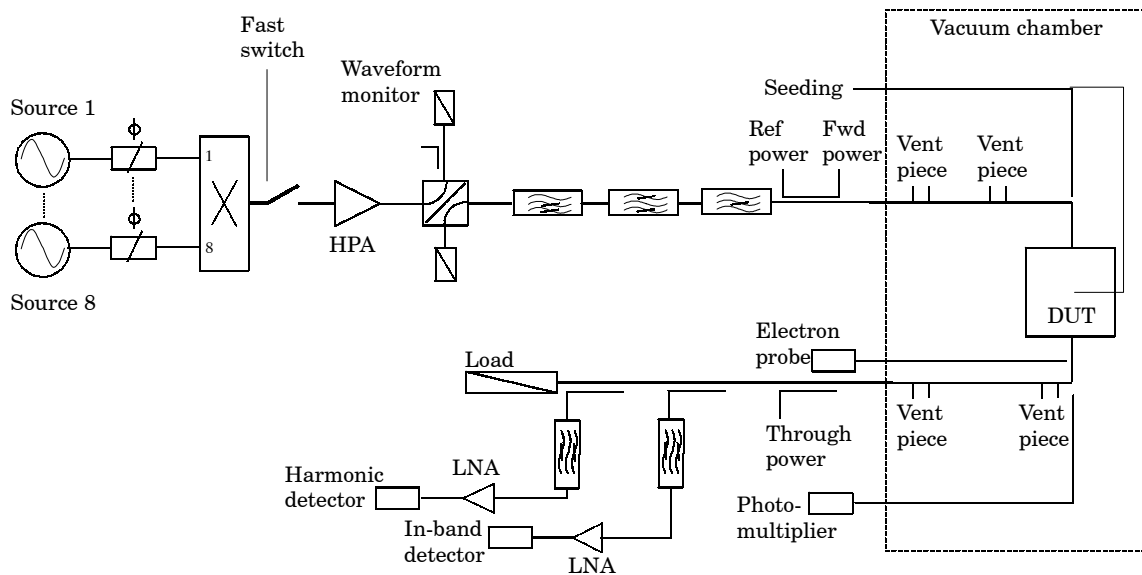 Fast
switch
Vacuum chamber
Waveform
monitor
Source 1
Seeding
Ref
power
Fwd
power
Vent
piece
Vent
piece
1
8
HPA
Source 8
DUT
Electron
probe
Load
Vent
piece
Vent
piece
Through
power
LNA
Harmonic
detector
Photo-
multiplier
In-band
detector
LNA